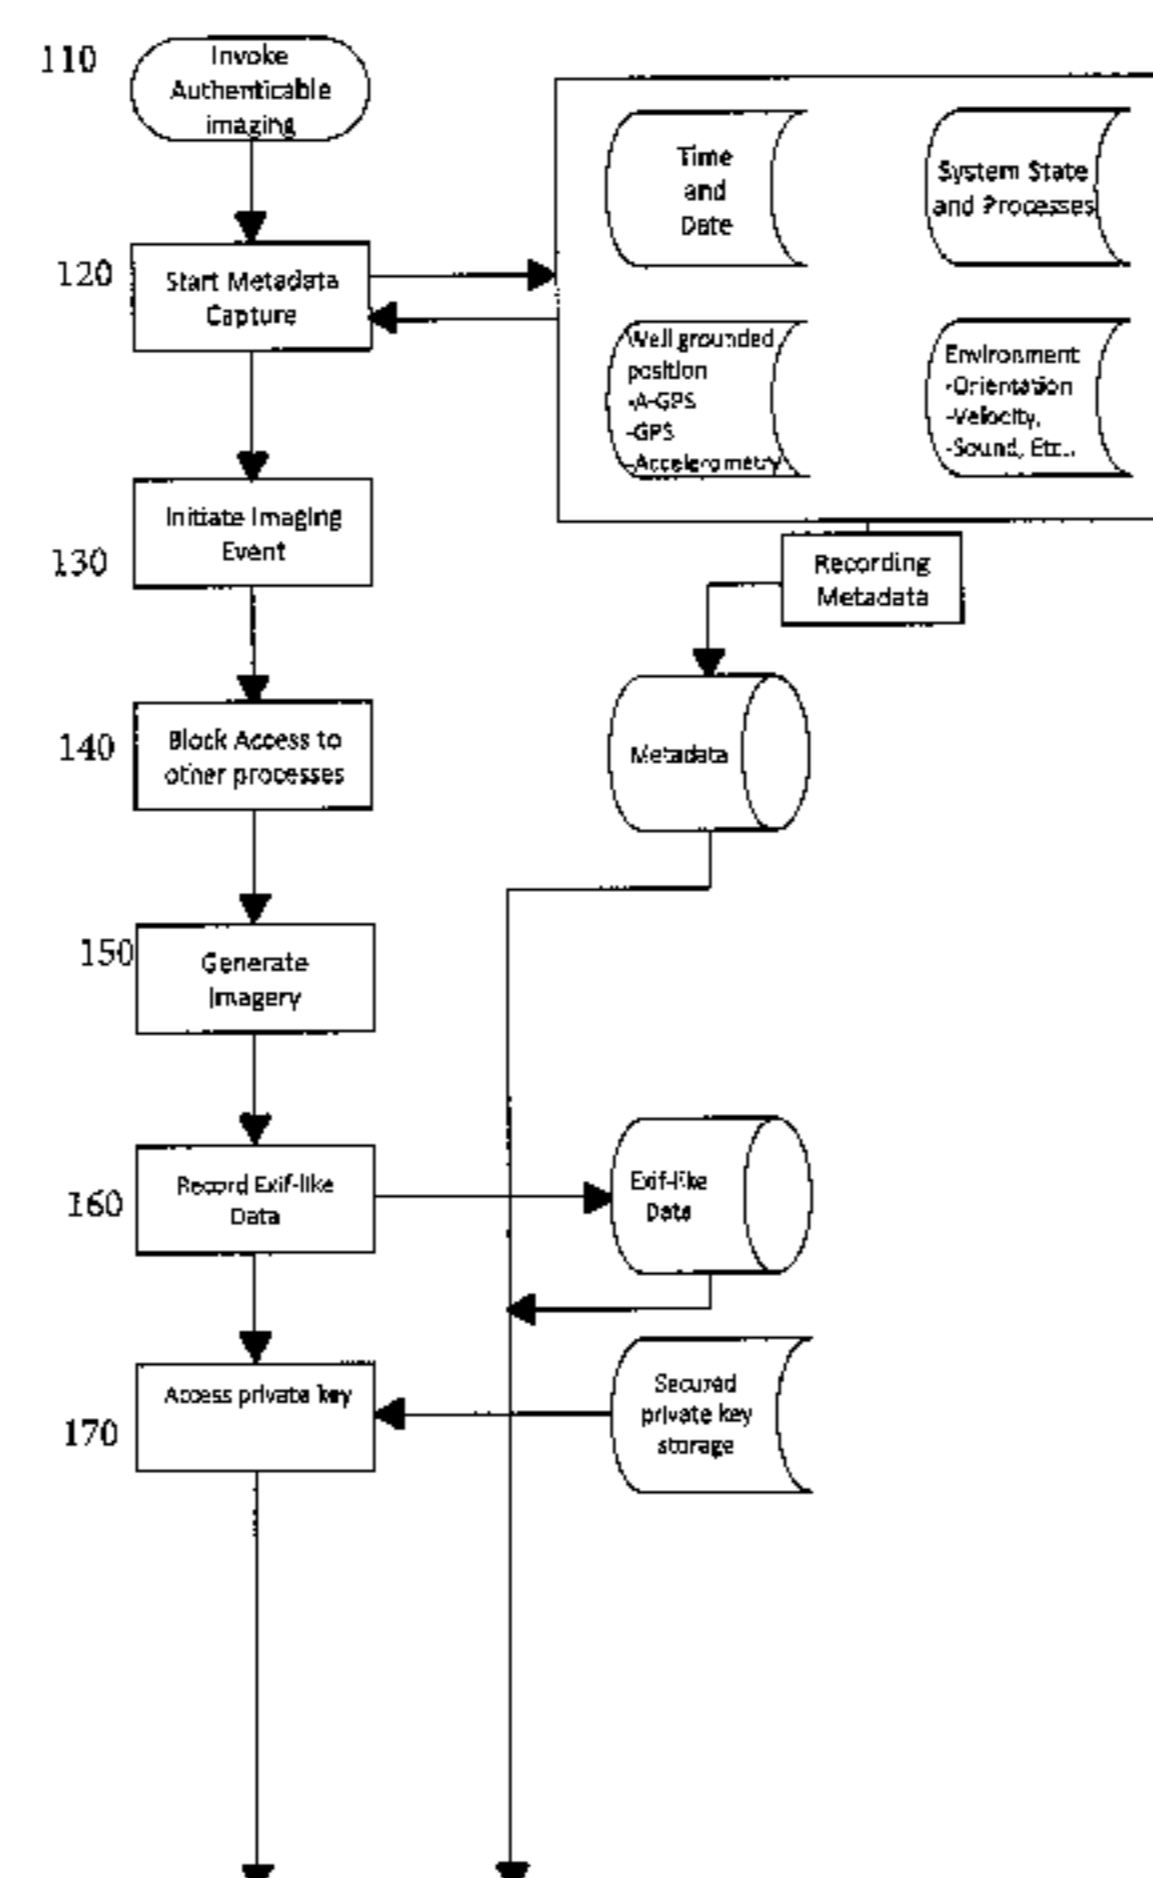 110
Invoke
Authenticable
imaging
Time
and
Date
System State
and Processes
120
Start Metadata
Capture
Well grounded
position
-A-GPS
-GPS
-Accelerometry
Environment
-Orientation
-Velocity,
-Sound, Etc..
130
Initiate Imaging
Event
Recording
Metadata
140
Block Access to
other processes
Metadata
150
Generate
Imagery
160
Record Exif-like
Data
Exif-like
Data
170
Access private key
Secured
private key
storage